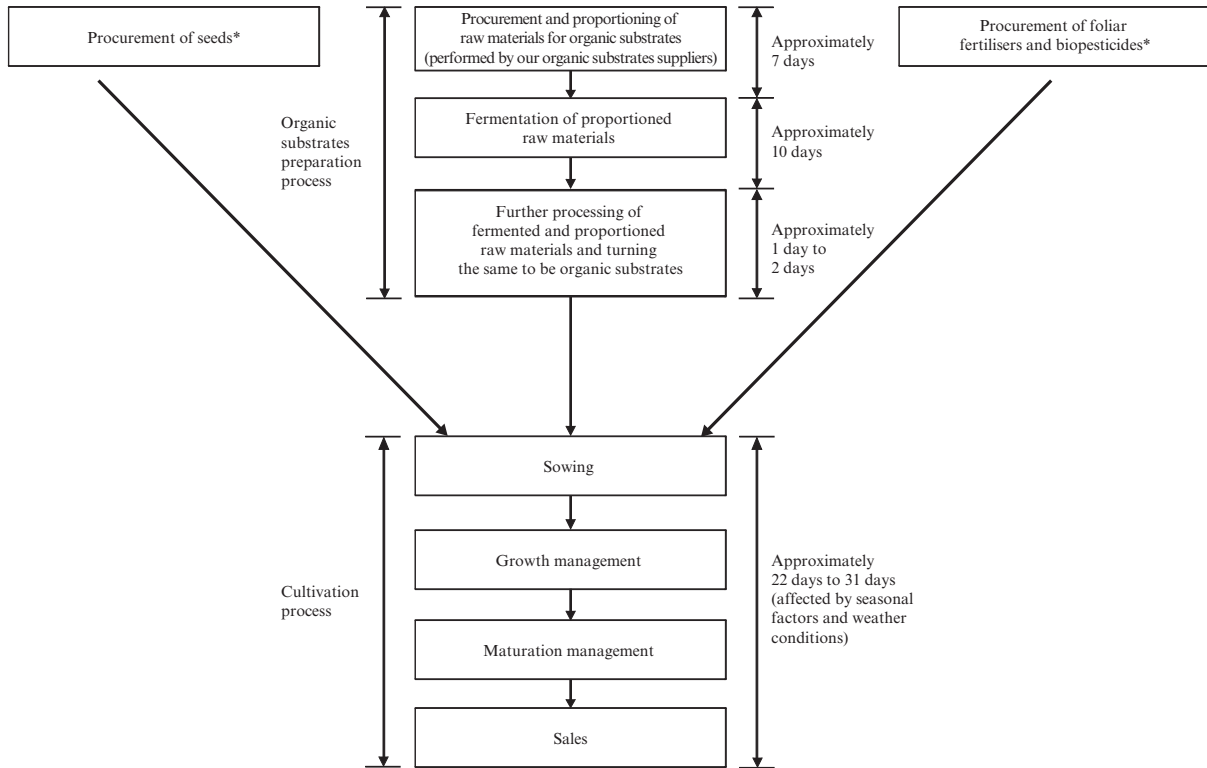 Procurement of seeds*
Procurement and proportioning of
raw materials for organic substrates
(performed by our organic substrates suppliers)
Approximately
7 days
Procurement of foliar
fertilisers and biopesticides*
Organic
substrates
preparation
process
Fermentation of proportioned
raw materials
Approximately
10 days
Further processing of
fermented and proportioned
raw materials and turning
the same to be organic substrates
Approximately
1 day to
2 days
Sowing
Growth management
Cultivation
process
Approximately
22 days to 31 days
(affected by seasonal
factors and weather
conditions)
Maturation management
Sales